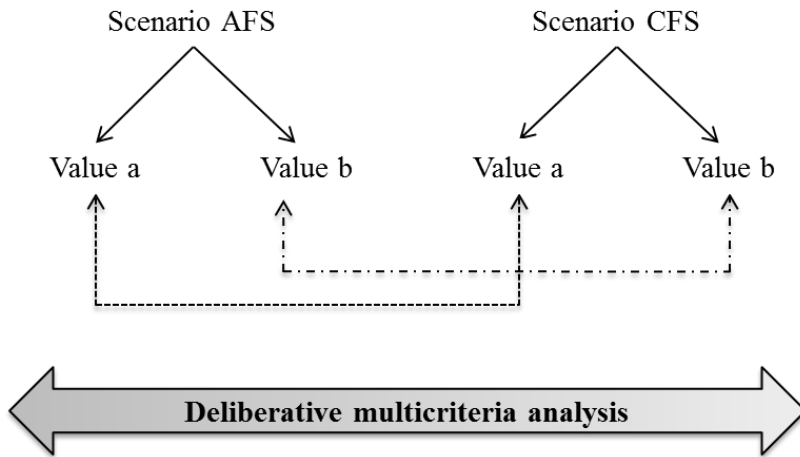 Scenario AFS
Scenario CFS
Value a
Value b
Value a
Value b
Deliberative multicriteria analysis